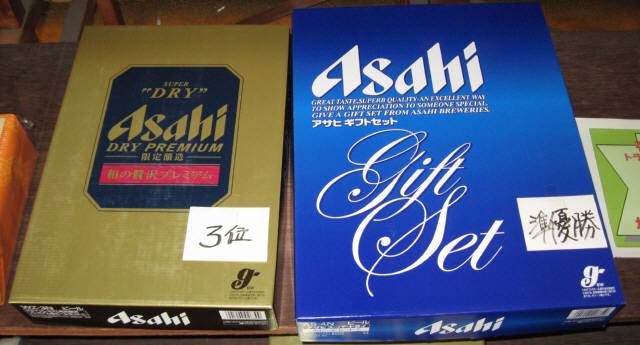 SUPER
"DRY"
Asahi
DRY PREMIUM
限定醸造
和の贅沢プレミアム
3位
g
Asahi
Asahi
GREAT TASTE, SUPERB QUALITY-AN EXCELLENT WAY
TO SHOW APPRECIATION TO SOMEONE SPECIAL.
GIVE A GIFT SET FROM ASAHI BREWERIES.
アサヒ ギフトセット
Gift
Set
準優勝
g
Asahi